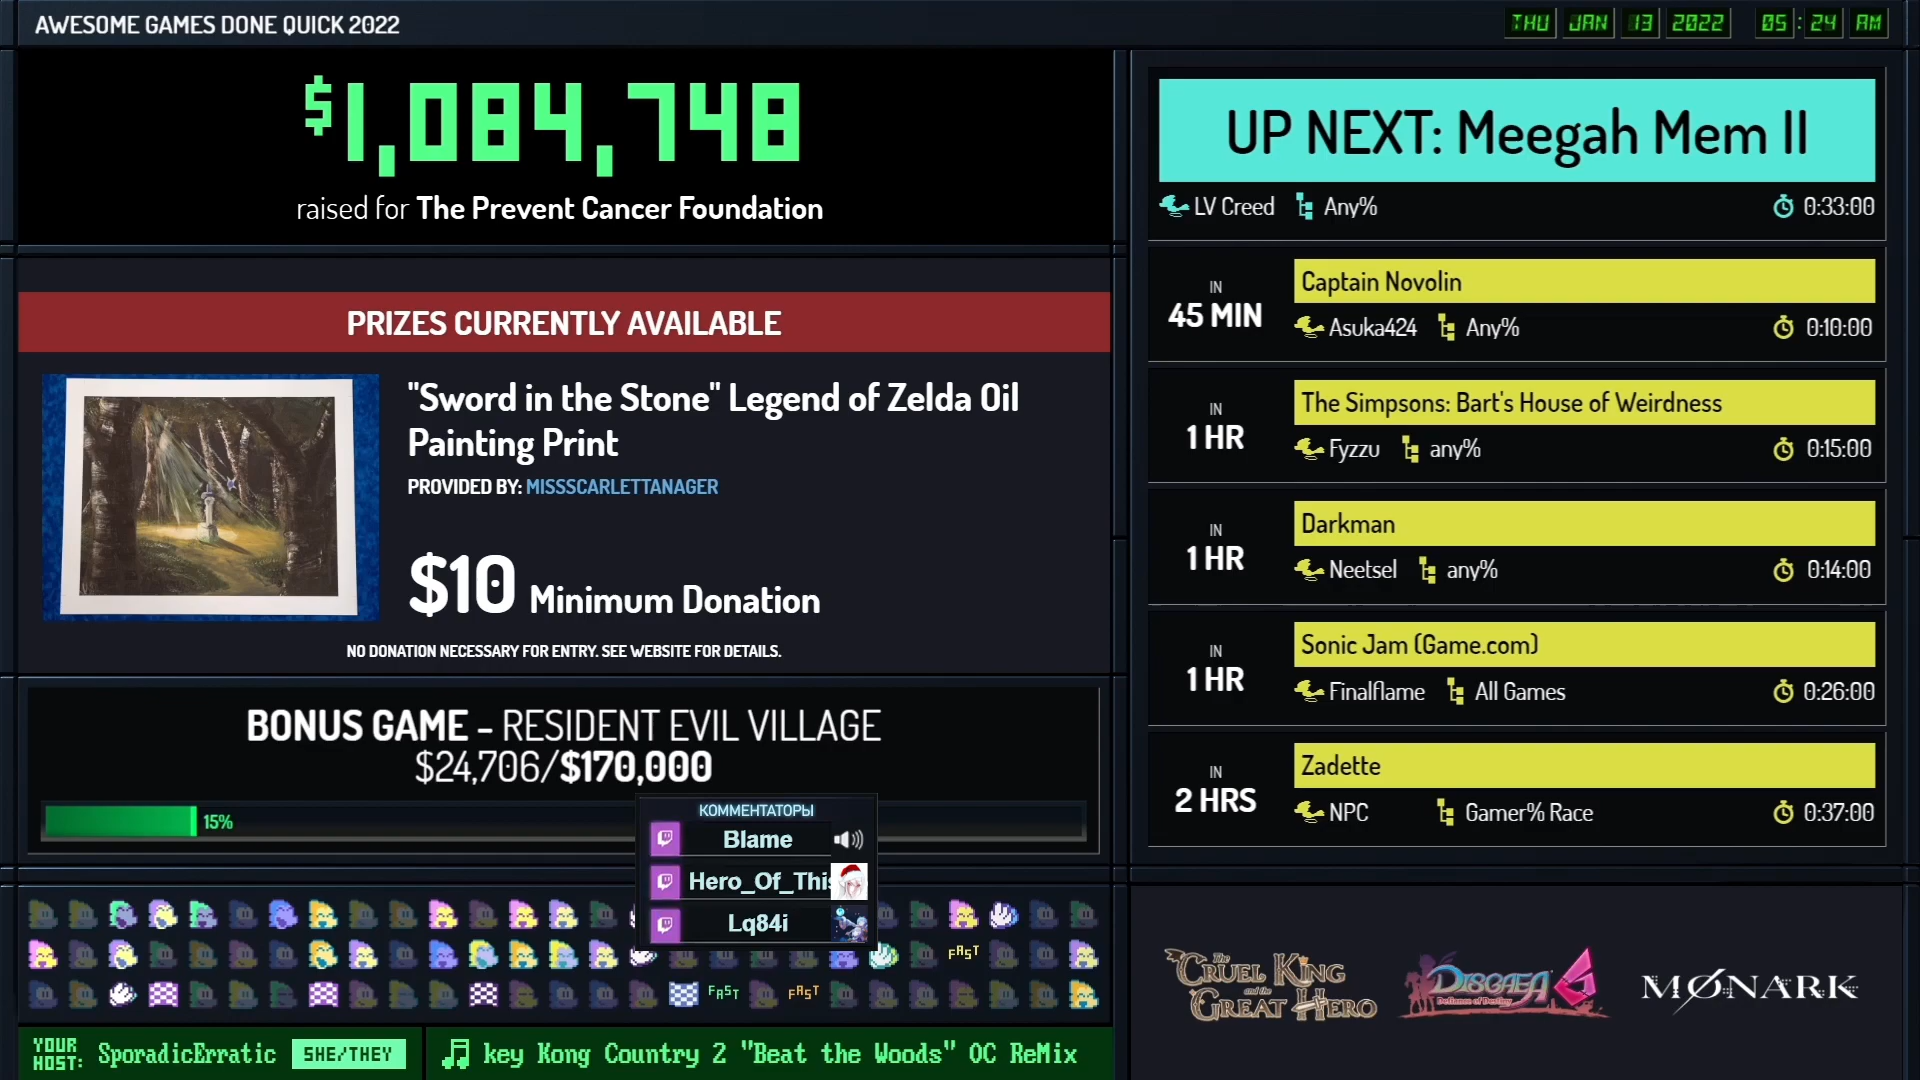 AWESOME GAMES DONE QUICK 2022
THU JAN 13 2022 05:24 AM
$1,084,748
raised for The Prevent Cancer Foundation
PRIZES CURRENTLY AVAILABLE
"Sword in the Stone" Legend of Zelda Oil
Painting Print
PROVIDED BY: MISSSCARLETTANAGER
$10 Minimum Donation
NO DONATION NECESSARY FOR ENTRY. SEE WEBSITE FOR DETAILS.
BONUS GAME - RESIDENT EVIL VILLAGE
$24,706/$170,000
15%
КОММЕНТАТОРЫ
Blame
Hero_Of_This
Lq84i
FAST
FAST FAST
YOUR HOST: SporadicErratic SHE/THEY
key Kong Country 2 "Beat the Woods" OC ReMix
UP NEXT: Meegah Mem II
LV Creed Any% 0:33:00
IN 45 MIN
Captain Novolin
Asuka424 Any% 0:10:00
IN 1 HR
The Simpsons: Bart's House of Weirdness
Fyzzu any% 0:15:00
IN 1 HR
Darkman
Neetsel any% 0:14:00
IN 1 HR
Sonic Jam (Game.com)
Finalflame All Games 0:26:00
IN 2 HRS
Zadette
NPC Gamer% Race 0:37:00
The Cruel King and the Great Hero
DISGAEA 6
Defiance of Destiny
MØNARK